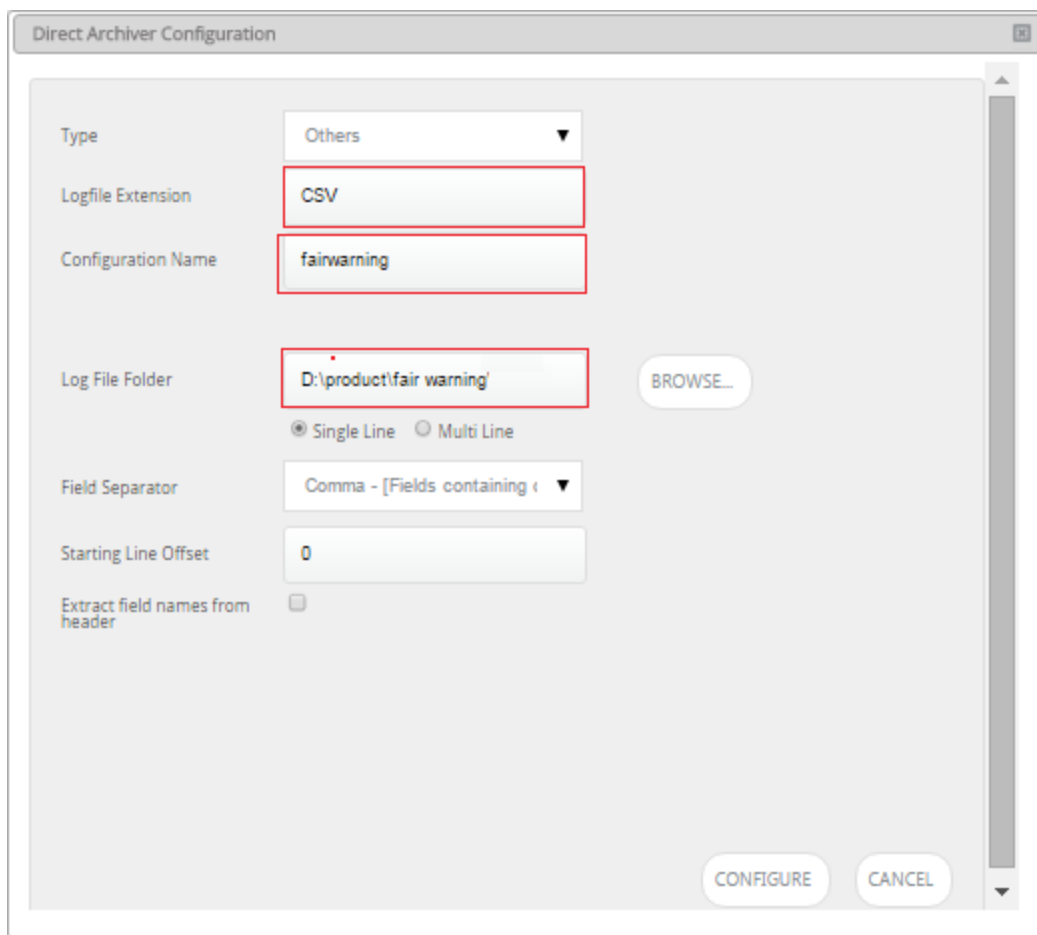 Direct Archiver Configuration
Type Others
Logfile Extension CSV
Configuration Name fairwarning
Log File Folder D:\product\fair warning' BROWSE...
Single Line Multi Line
Field Separator Comma - [Fields containing
Starting Line Offset 0
Extract field names from
header
CONFIGURE CANCEL